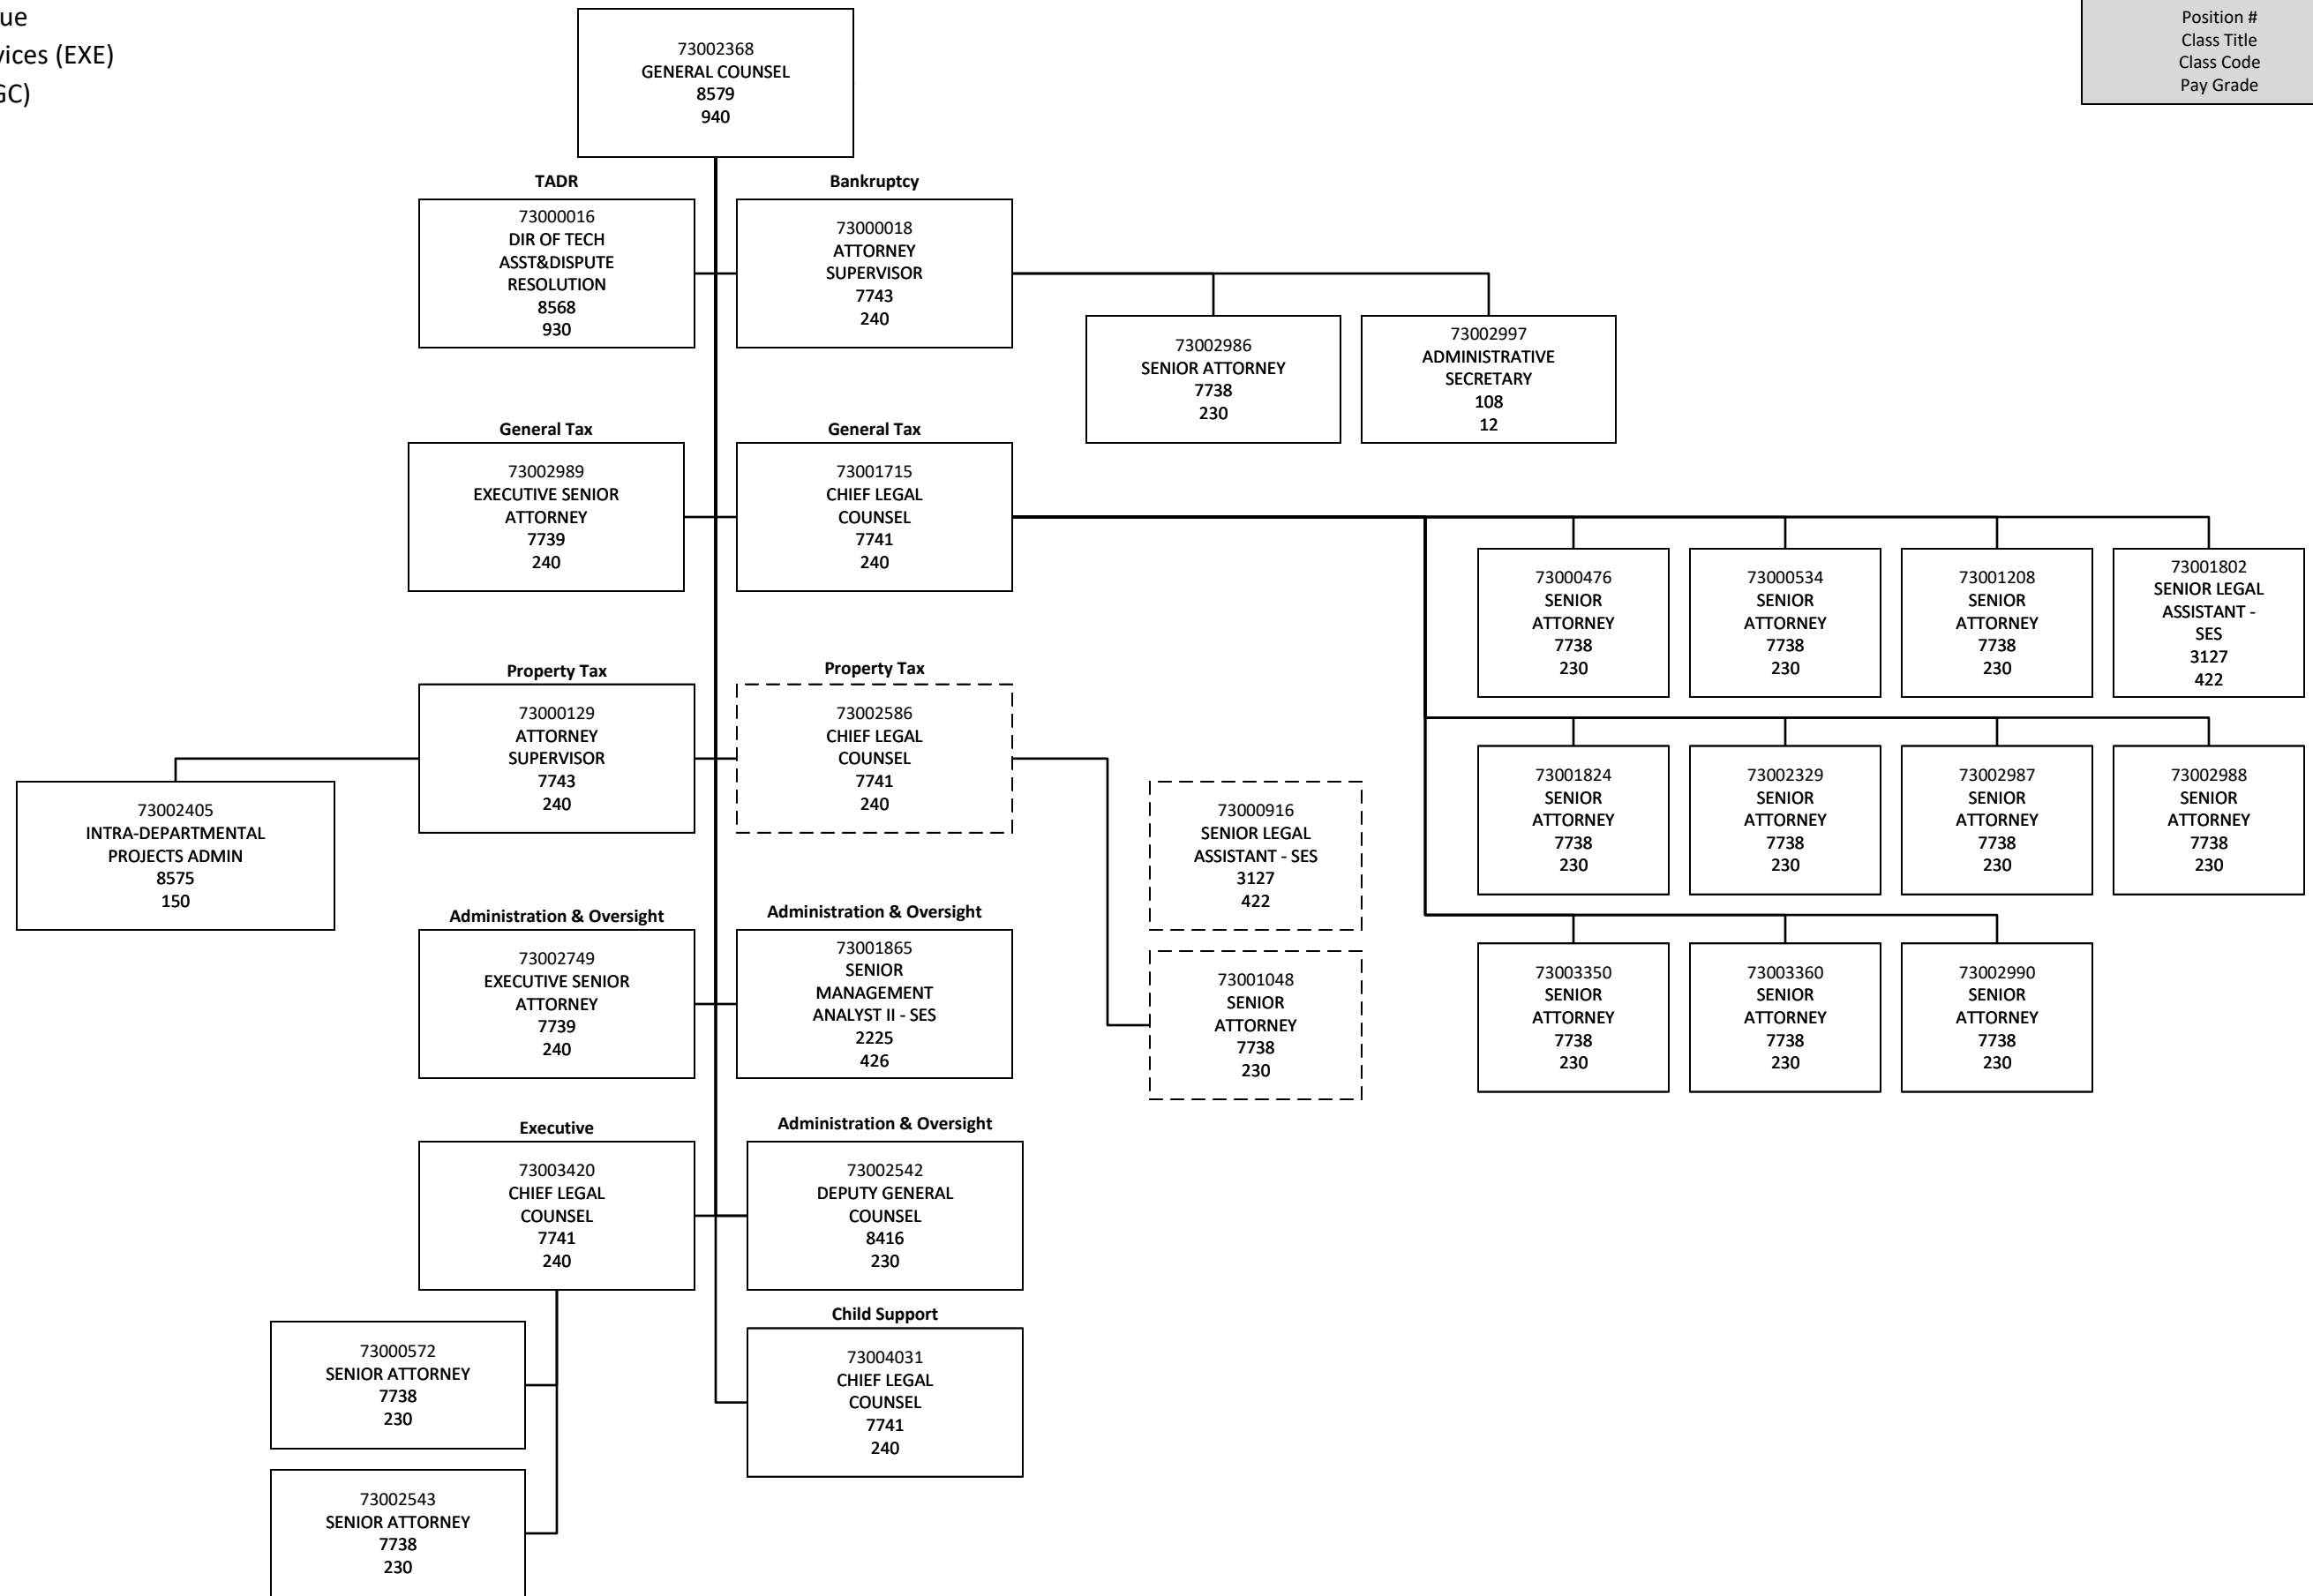 ue
vices (EXE)
GC)
Position #
Class Title
Class Code
Pay Grade
73002368
GENERAL COUNSEL
8579
940
TADR
73000016
DIR OF TECH
ASST&DISPUTE
RESOLUTION
8568
930
Bankruptcy
73000018
ATTORNEY
SUPERVISOR
7743
240
73002986
SENIOR ATTORNEY
7738
230
73002997
ADMINISTRATIVE
SECRETARY
108
12
General Tax
73002989
EXECUTIVE SENIOR
ATTORNEY
7739
240
General Tax
73001715
CHIEF LEGAL
COUNSEL
7741
240
73000476
SENIOR
ATTORNEY
7738
230
73000534
SENIOR
ATTORNEY
7738
230
73001208
SENIOR
ATTORNEY
7738
230
73001802
SENIOR LEGAL
ASSISTANT -
SES
3127
422
73001824
SENIOR
ATTORNEY
7738
230
73002329
SENIOR
ATTORNEY
7738
230
73002987
SENIOR
ATTORNEY
7738
230
73002988
SENIOR
ATTORNEY
7738
230
73003350
SENIOR
ATTORNEY
7738
230
73003360
SENIOR
ATTORNEY
7738
230
73002990
SENIOR
ATTORNEY
7738
230
Property Tax
73000129
ATTORNEY
SUPERVISOR
7743
240
73002405
INTRA-DEPARTMENTAL
PROJECTS ADMIN
8575
150
Property Tax
73002586
CHIEF LEGAL
COUNSEL
7741
240
73000916
SENIOR LEGAL
ASSISTANT - SES
3127
422
73001048
SENIOR
ATTORNEY
7738
230
Administration & Oversight
73002749
EXECUTIVE SENIOR
ATTORNEY
7739
240
Administration & Oversight
73001865
SENIOR
MANAGEMENT
ANALYST II - SES
2225
426
Executive
73003420
CHIEF LEGAL
COUNSEL
7741
240
Administration & Oversight
73002542
DEPUTY GENERAL
COUNSEL
8416
230
73000572
SENIOR ATTORNEY
7738
230
73002543
SENIOR ATTORNEY
7738
230
Child Support
73004031
CHIEF LEGAL
COUNSEL
7741
240